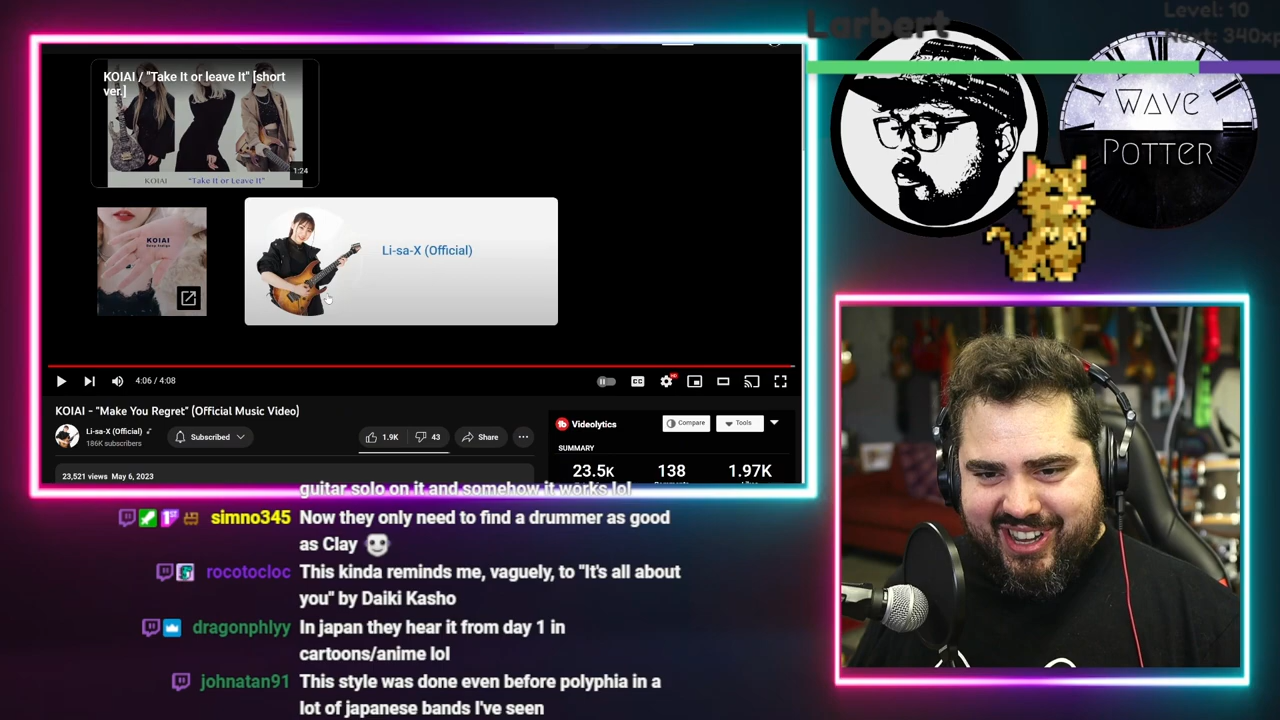 Larbert
Level: 10
Next: 340xp
KOIAI / "Take It or leave It" [short
ver.]
1:24
KOIAI "Take It or Leave It"
KOIAI
Li-sa-X (Official)
WAVE
POTTER
4:06 / 4:08
CC
HD
KOIAI - "Make You Regret" (Official Music Video)
Li-sa-X (Official)
186K subscribers
Subscribed
1.9K
43
Share
Videolytics
Compare
Tools
SUMMARY
23.5K
138
1.97K
23,521 views May 6, 2023
guitar solo on it and somehow it works lol
simno345 Now they only need to find a drummer as good
as Clay
rocotocloc This kinda reminds me, vaguely, to "It's all about
you" by Daiki Kasho
dragonphlyy In japan they hear it from day 1 in
cartoons/anime lol
johnatan91 This style was done even before polyphia in a
lot of japanese bands I've seen